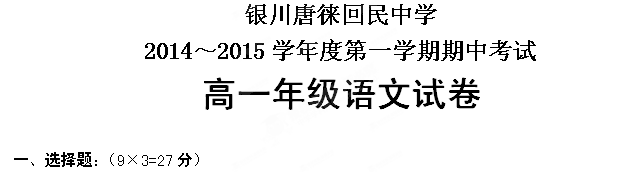 银川唐徕回民中学
2014～2015 学年度第一学期期中考试
高一年级语文试卷
一、选择题：（9×3=27 分）